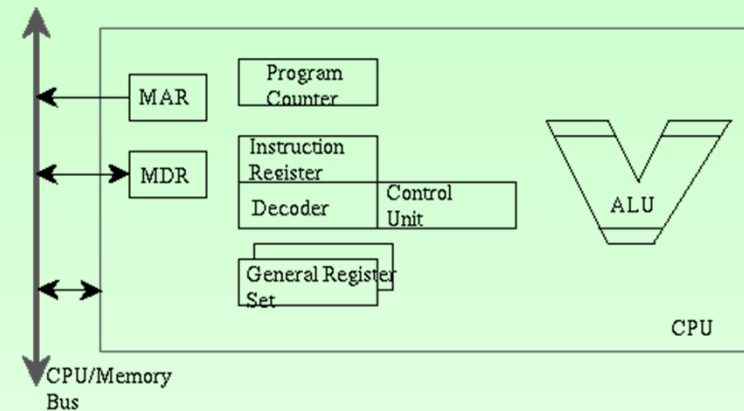 MAR
Program
Counter
MDR
Instruction
Register
Decoder
Control
Unit
ALU
General Register
Set
CPU
CPU/Memory
Bus